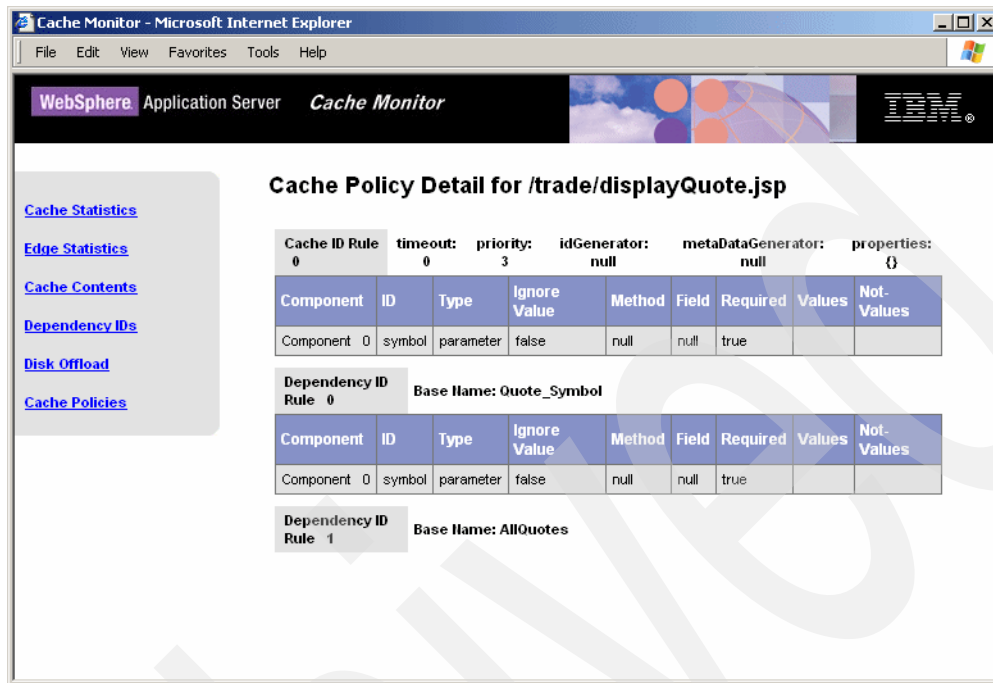 Cache Monitor - Microsoft Internet Explorer
File Edit View Favorites Tools Help
WebSphere Application Server Cache Monitor IBM®
Cache Policy Detail for /trade/displayQuote.jsp
Cache Statistics
Edge Statistics
Cache Contents
Dependency IDs
Disk Offload
Cache Policies
Cache ID Rule timeout: priority: idGenerator: metaDataGenerator: properties:
0 0 3 null null {}
Component ID Type Ignore Value Method Field Required Values Not-Values
Component 0 symbol parameter false null null true
Dependency ID Rule 0 Base Name: Quote_Symbol
Component ID Type Ignore Value Method Field Required Values Not-Values
Component 0 symbol parameter false null null true
Dependency ID Rule 1 Base Name: AllQuotes